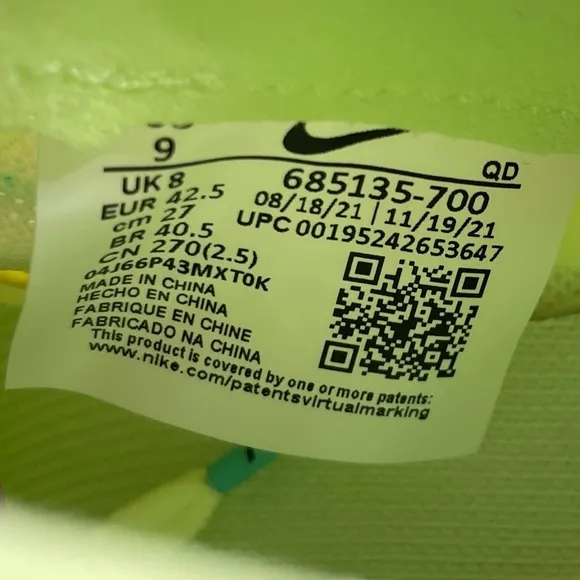 9
QD
UK 8
685135-700
EUR 42.5
08/18/21 | 11/19/21
cm 27
UPC 00195242653647
BR 40.5
CN 270(2.5)
04J66P43MXT0K
MADE IN CHINA
HECHO EN CHINA
FABRIQUE EN CHINE
FABRICADO NA CHINA
This product is covered by one or more patents:
www.nike.com/patentsvirtualmarking